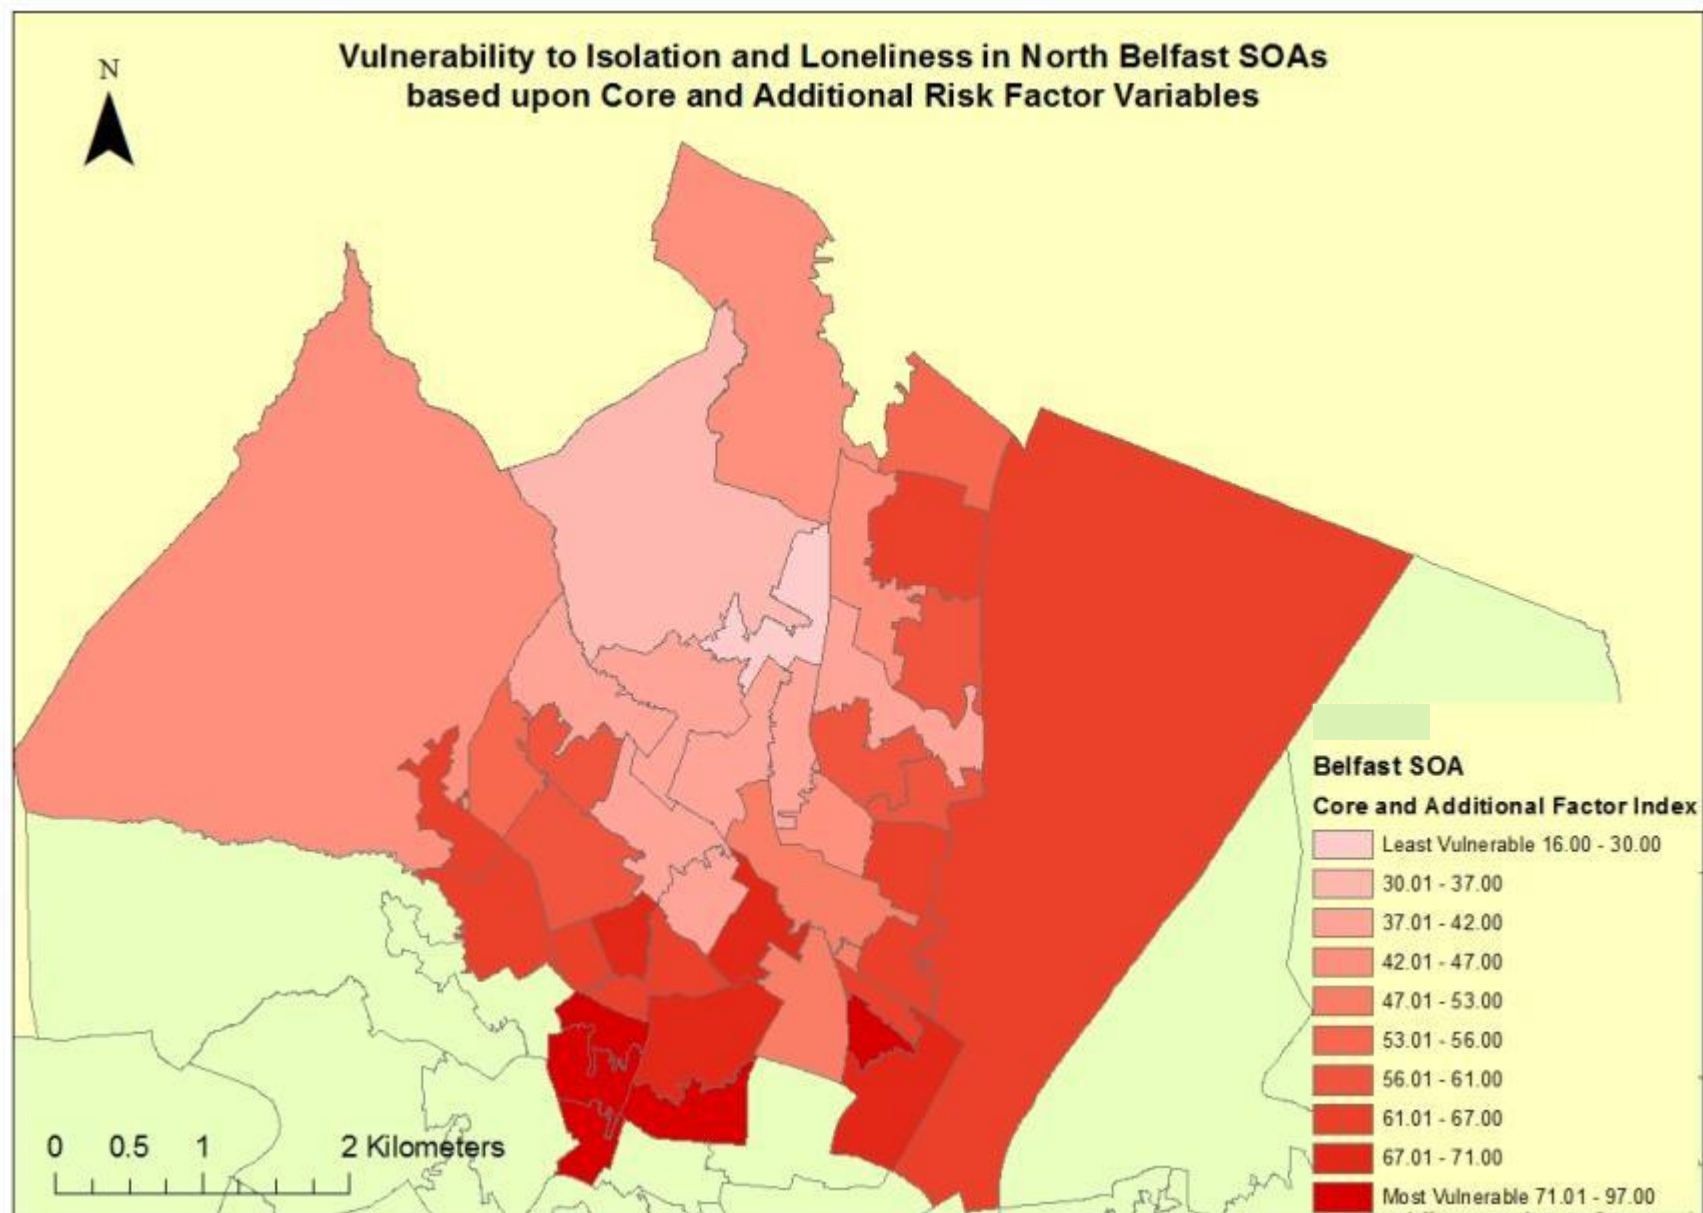 Vulnerability to Isolation and Loneliness in North Belfast SOAs
based upon Core and Additional Risk Factor Variables
N
Belfast SOA
Core and Additional Factor Index
Least Vulnerable 16.00 - 30.00
30.01 - 37.00
37.01 - 42.00
42.01 - 47.00
47.01 - 53.00
53.01 - 56.00
56.01 - 61.00
61.01 - 67.00
67.01 - 71.00
Most Vulnerable 71.01 - 97.00
0 0.5 1 2 Kilometers